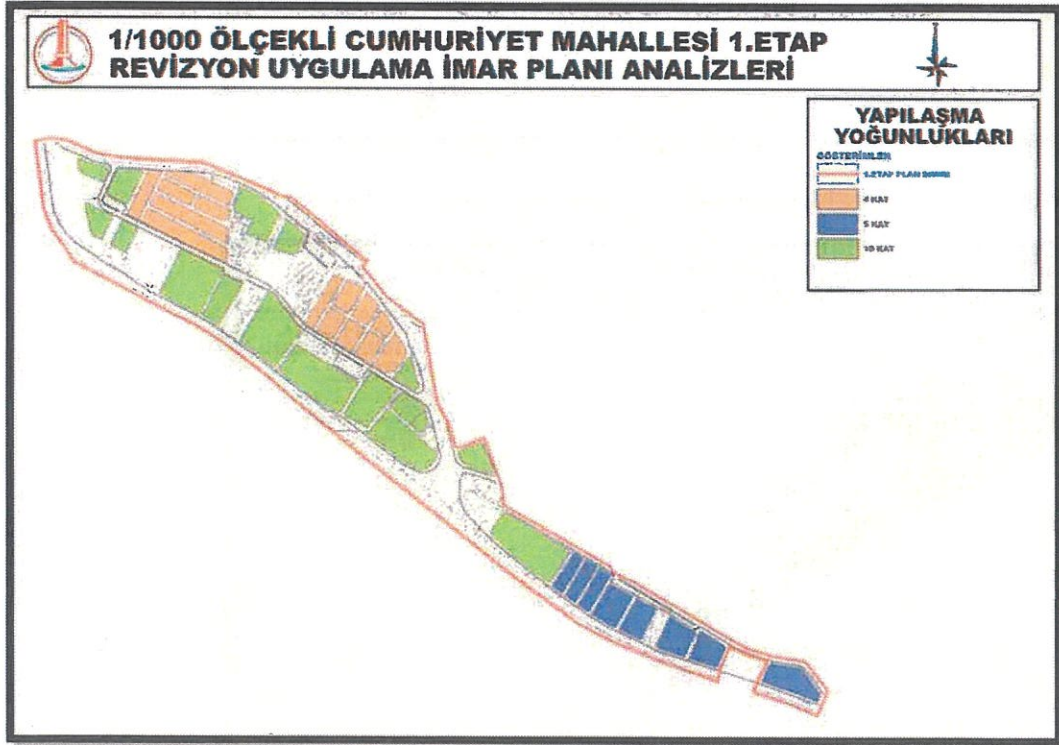 1/1000 ÖLÇEKLİ CUMHURİYET MAHALLESİ 1.ETAP
REVİZYON UYGULAMA İMAR PLANI ANALİZLERİ
YAPILAŞMA
YOĞUNLUKLARI
GÖSTERİMLER
1.ETAP PLAN SINIRI
4 KAT
5 KAT
10 KAT